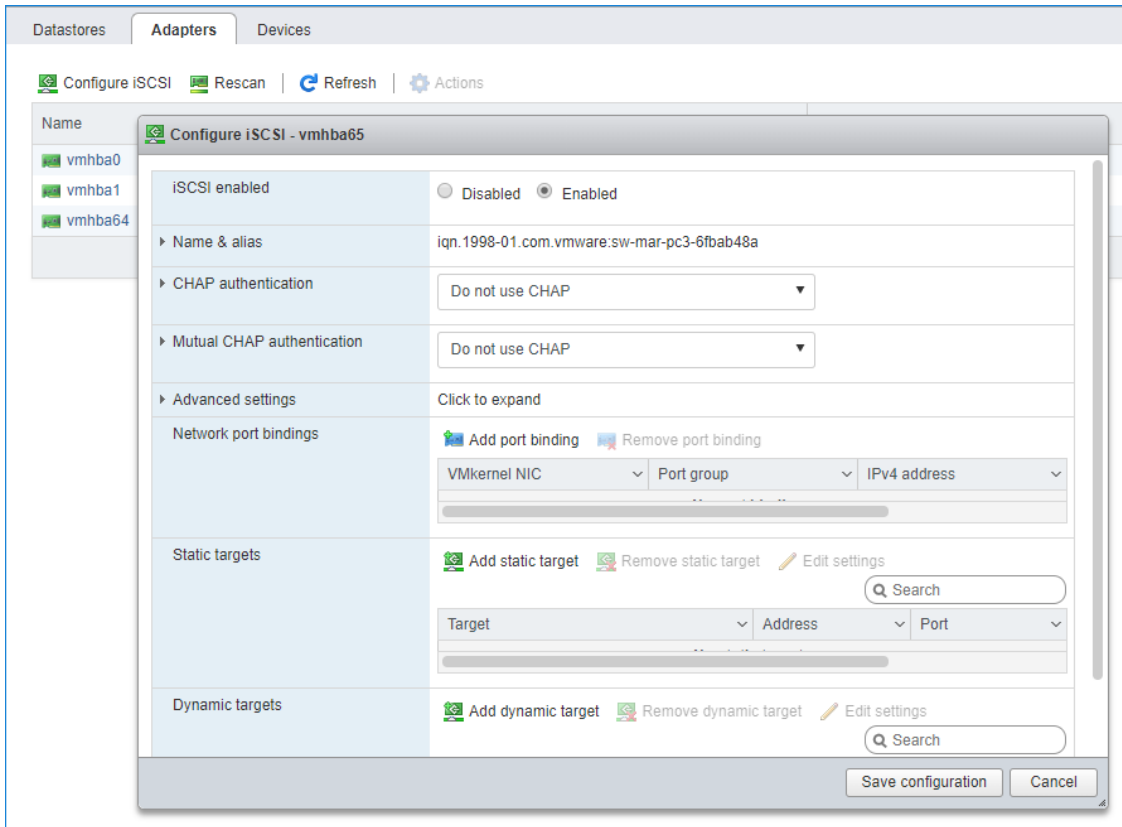 Datastores Adapters Devices
Configure iSCSI Rescan Refresh Actions
Name
Configure iSCSI - vmhba65
vmhba0
vmhba1
vmhba64
iSCSI enabled Disabled Enabled
Name & alias iqn.1998-01.com.vmware:sw-mar-pc3-6fbab48a
CHAP authentication Do not use CHAP
Mutual CHAP authentication Do not use CHAP
Advanced settings Click to expand
Network port bindings Add port binding Remove port binding
VMkernel NIC Port group IPv4 address
Static targets Add static target Remove static target Edit settings
Search
Target Address Port
Dynamic targets Add dynamic target Remove dynamic target Edit settings
Search
Save configuration Cancel